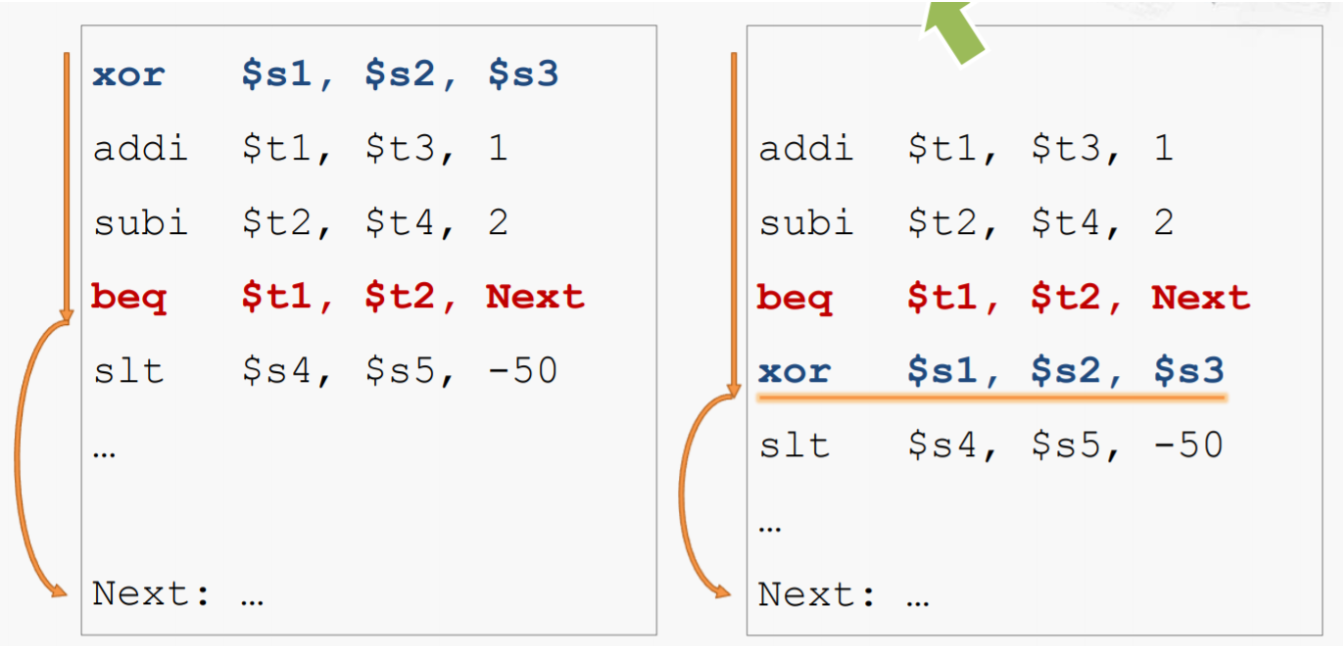 xor $s1, $s2, $s3
addi $t1, $t3, 1
subi $t2, $t4, 2
beq $t1, $t2, Next
slt $s4, $s5, -50
…
Next: …
addi $t1, $t3, 1
subi $t2, $t4, 2
beq $t1, $t2, Next
xor $s1, $s2, $s3
slt $s4, $s5, -50
…
Next: …